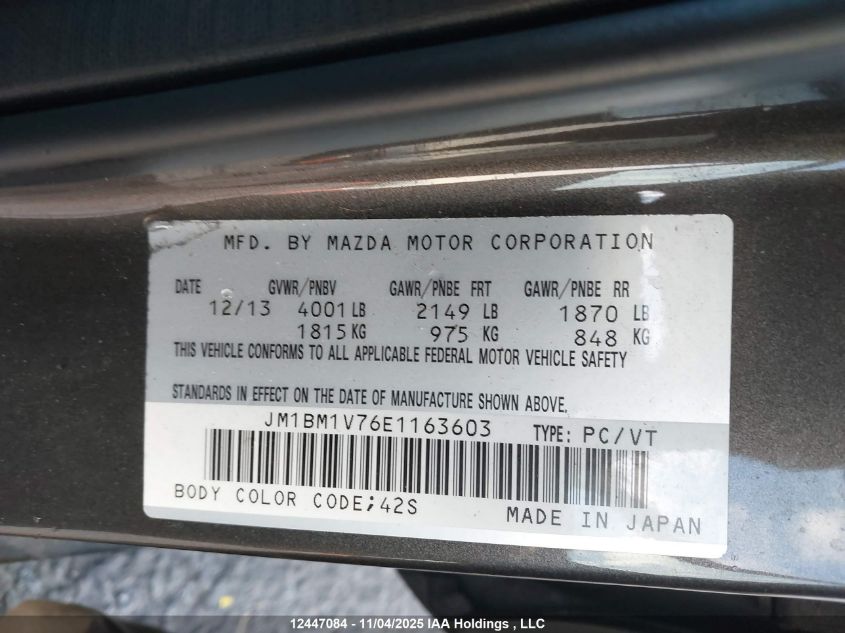 MFD. BY MAZDA MOTOR CORPORATION
DATE GVWR/PNBV GAWR/PNBE FRT GAWR/PNBE RR
12/13 4001 LB 2149 LB 1870 LB
1815 KG 975 KG 848 KG
THIS VEHICLE CONFORMS TO ALL APPLICABLE FEDERAL MOTOR VEHICLE SAFETY
STANDARDS IN EFFECT ON THE DATE OF MANUFACTURE SHOWN ABOVE.
JM1BM1V76E1163603 TYPE: PC/VT
BODY COLOR CODE;42S
MADE IN JAPAN
12447084 - 11/04/2025 IAA Holdings , LLC